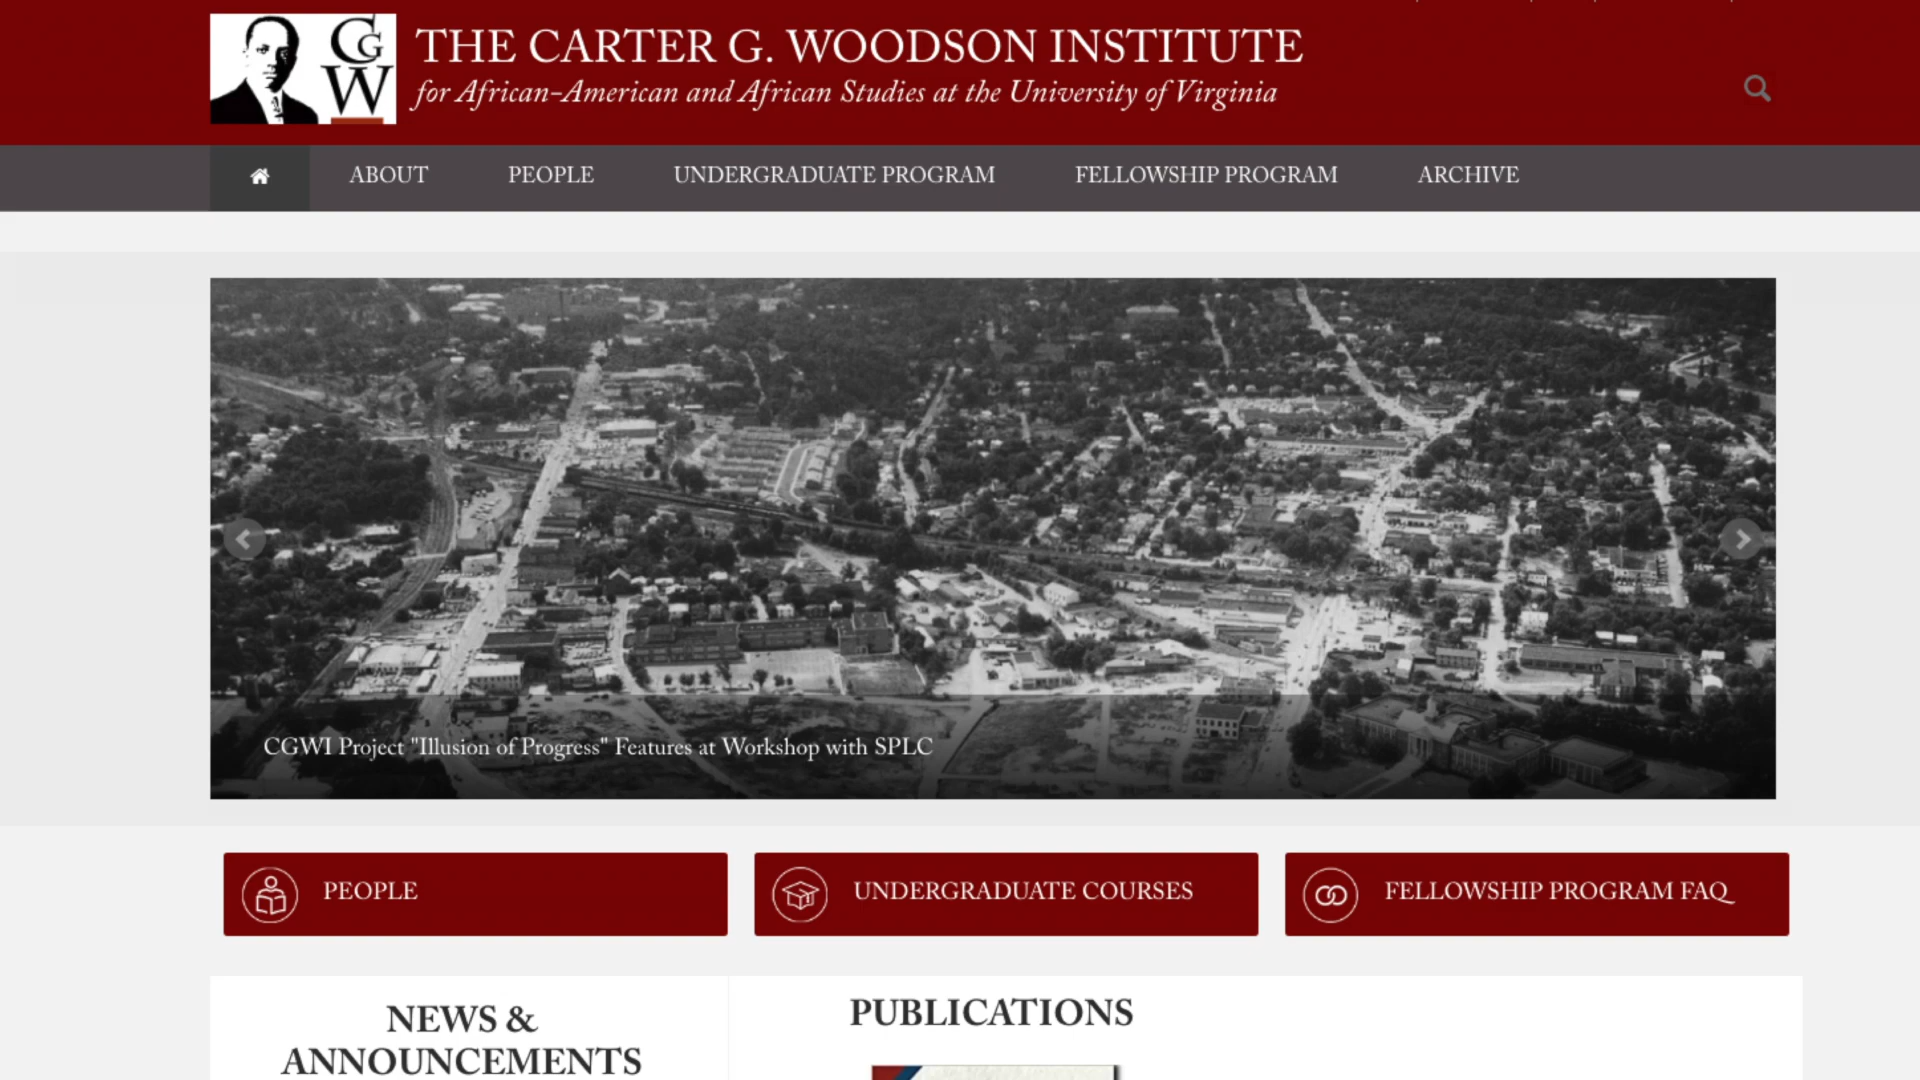 CGW
THE CARTER G. WOODSON INSTITUTE
for African-American and African Studies at the University of Virginia
ABOUT
PEOPLE
UNDERGRADUATE PROGRAM
FELLOWSHIP PROGRAM
ARCHIVE
CGWI Project "Illusion of Progress" Features at Workshop with SPLC
PEOPLE
UNDERGRADUATE COURSES
FELLOWSHIP PROGRAM FAQ
NEWS &
ANNOUNCEMENTS
PUBLICATIONS